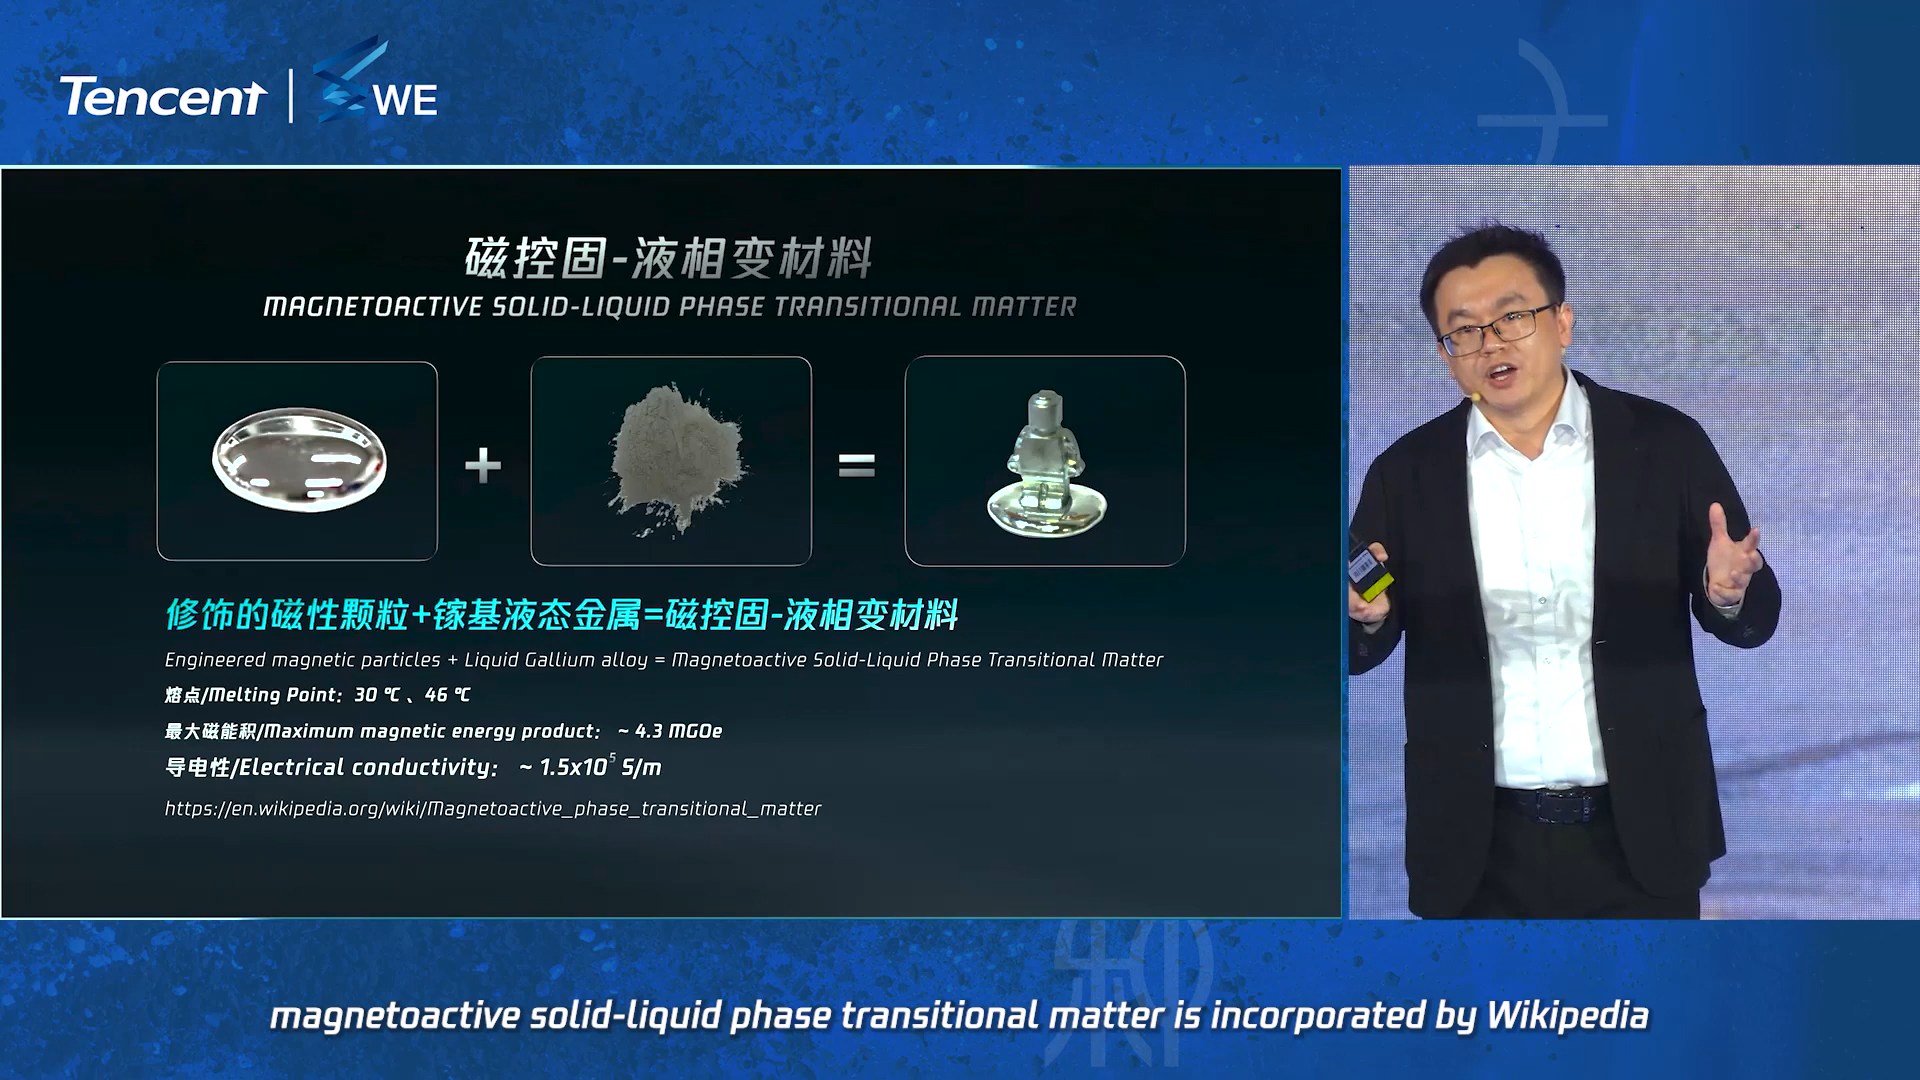 Tencent | WE
磁控固-液相变材料
MAGNETOACTIVE SOLID-LIQUID PHASE TRANSITIONAL MATTER
+ =
修饰的磁性颗粒+镓基液态金属=磁控固-液相变材料
Engineered magnetic particles + Liquid Gallium alloy = Magnetoactive Solid-Liquid Phase Transitional Matter
熔点/Melting Point: 30 ℃ 、46 ℃
最大磁能积/Maximum magnetic energy product: ~ 4.3 MGOe
导电性/Electrical conductivity: ~ 1.5x10⁵ S/m
https://en.wikipedia.org/wiki/Magnetoactive_phase_transitional_matter
magnetoactive solid-liquid phase transitional matter is incorporated by Wikipedia